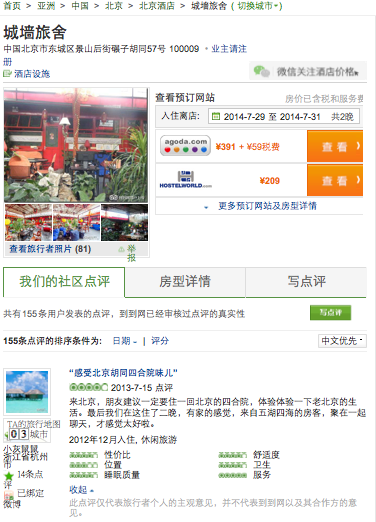 首页 > 亚洲 > 中国 > 北京 > 北京酒店 > 城墙旅舍 ( 切换城市 )
城墙旅舍
中国北京市东城区景山后街碾子胡同57号 100009 · 业主请注
册
酒店设施
微信关注酒店价格
查看预订网站 房价已含税和服务费
入住离店: 2014-7-29 至 2014-7-31 共2晚
agoda.com ¥391 + ¥59税费 查 看
HOSTELWORLD.com ¥209 查 看
更多预订网站及房型详情
查看旅行者照片 (81) 举
报
我们的社区点评 房型详情 写点评
共有155条用户发表的点评，到到网已经审核过点评的真实性 写点评
155条点评的排序条件为: 日期 | 评分 中文优先
“感受北京胡同四合院味儿”
2013-7-15 点评
来北京，朋友建议一定要住一回北京的四合院，体验体验一下老北京的生
活。最后我们在这住了二晚，有家的感觉，来自五湖四海的房客，聚在一起
聊天，才感觉太好啦。
2012年12月入住, 休闲旅游
性价比 舒适度
位置 卫生
睡眠质量 服务
收起
此点评仅代表旅行者个人的主观意见，并不代表到到网以及其合作方的意
见。
TA的旅行地图
03 城市
小灰鼠鼠
浙江省杭州
市
14条点
评
已绑定
微博